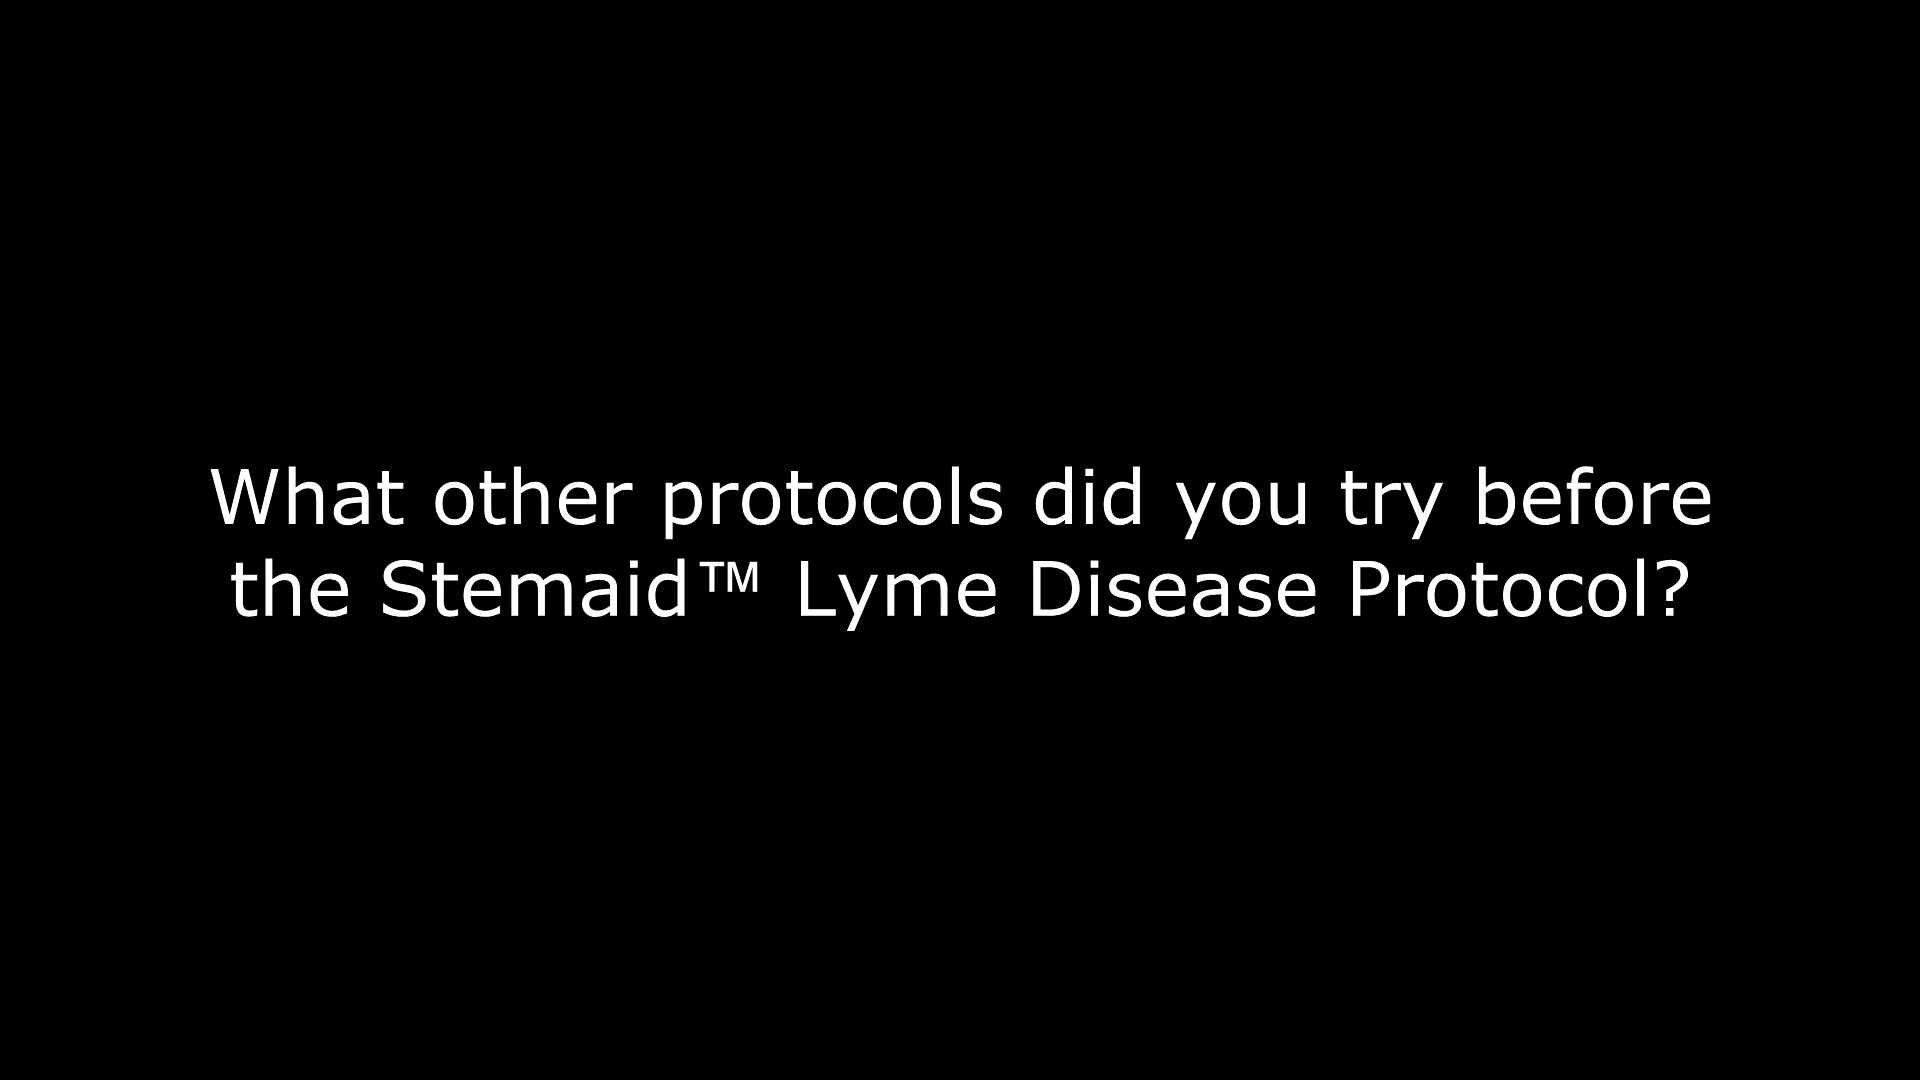 What other protocols did you try before
the Stemaid™ Lyme Disease Protocol?